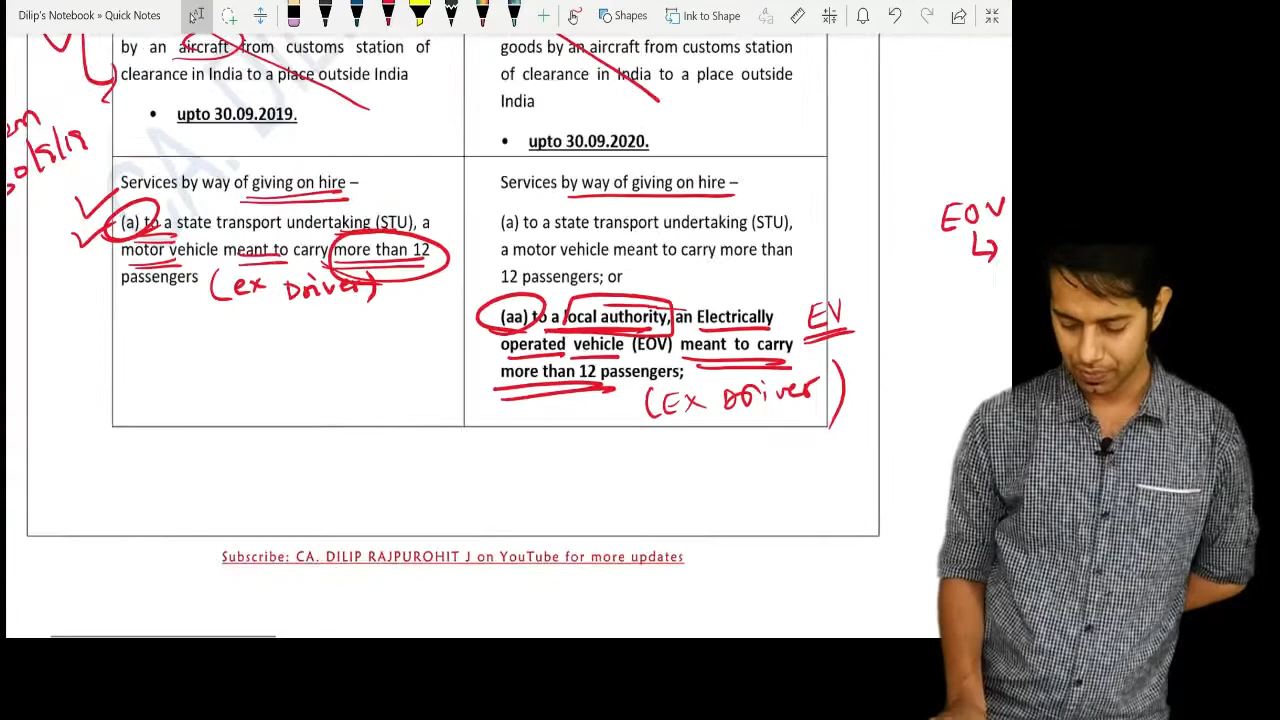 Dilip's Notebook » Quick Notes
Shapes
Ink to Shape
by an aircraft from customs station of
clearance in India to a place outside India
• upto 30.09.2019.
Services by way of giving on hire –
(a) to a state transport undertaking (STU), a
motor vehicle meant to carry more than 12
passengers
(ex Driver)
goods by an aircraft from customs station
of clearance in India to a place outside
India
• upto 30.09.2020.
Services by way of giving on hire –
(a) to a state transport undertaking (STU),
a motor vehicle meant to carry more than
12 passengers; or
(aa) to a local authority, an Electrically
operated vehicle (EOV) meant to carry
more than 12 passengers;
EV
(EX Driver)
EOV
Subscribe: CA. DILIP RAJPUROHIT J on YouTube for more updates